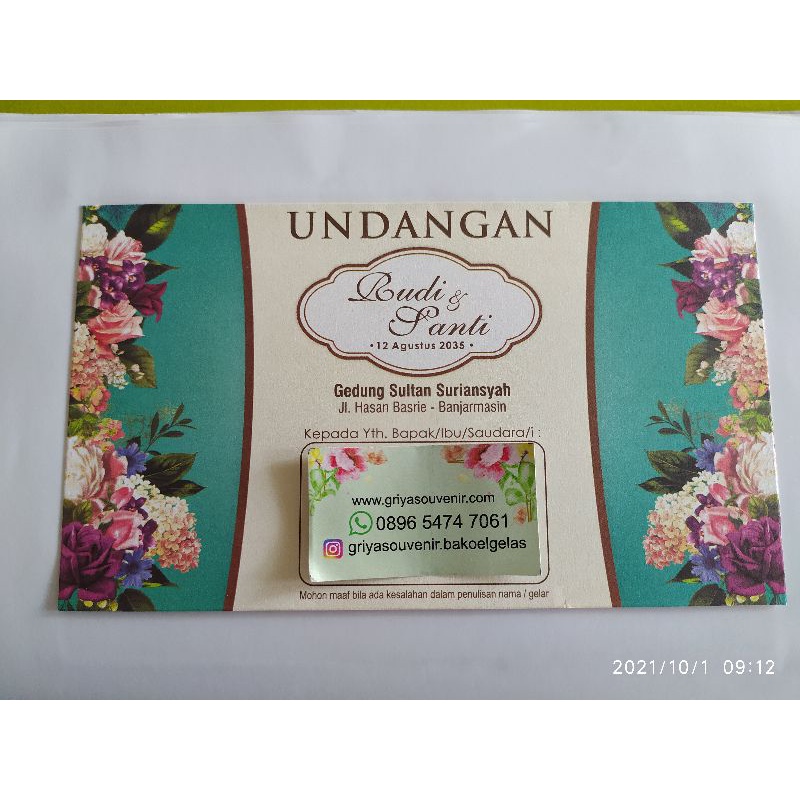 UNDANGAN
Rudi &
Santi
• 12 Agustus 2035 •
Gedung Sultan Suriansyah
Jl. Hasan Basrie - Banjarmasin
Kepada Yth. Bapak/Ibu/Saudara/i :
www.griyasouvenir.com
0896 5474 7061
griyasouvenir.bakoelgelas
Mohon maaf bila ada kesalahan dalam penulisan nama / gelar
2021/10/1 09:12